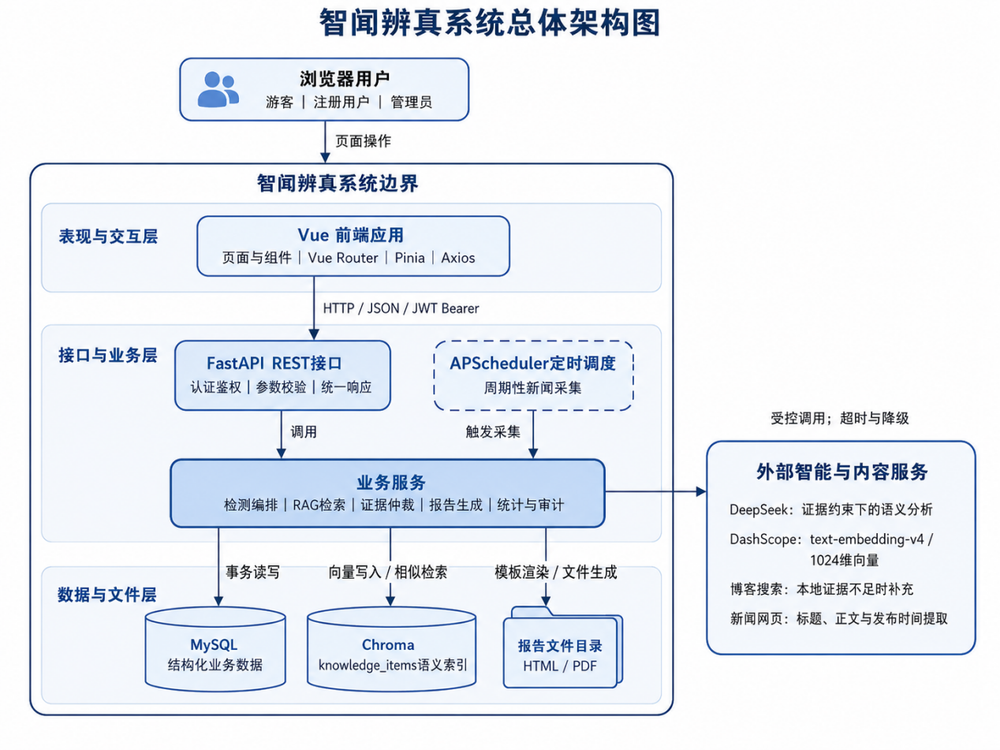 智闻辨真系统总体架构图
浏览器用户
游客 | 注册用户 | 管理员
页面操作
智闻辨真系统边界
表现与交互层
Vue 前端应用
页面与组件 | Vue Router | Pinia | Axios
HTTP / JSON / JWT Bearer
接口与业务层
FastAPI REST接口
认证鉴权 | 参数校验 | 统一响应
APScheduler定时调度
周期性新闻采集
调用
触发采集
业务服务
检测编排 | RAG检索 | 证据仲裁 | 报告生成 | 统计与审计
受控调用；超时与降级
外部智能与内容服务
DeepSeek：证据约束下的语义分析
DashScope：text-embedding-v4 /
1024维向量
博客搜索：本地证据不足时补充
新闻网页：标题、正文与发布时间提取
事务读写
向量写入 / 相似检索
模板渲染 / 文件生成
数据与文件层
MySQL
结构化业务数据
Chroma
knowledge_items语义索引
报告文件目录
HTML / PDF